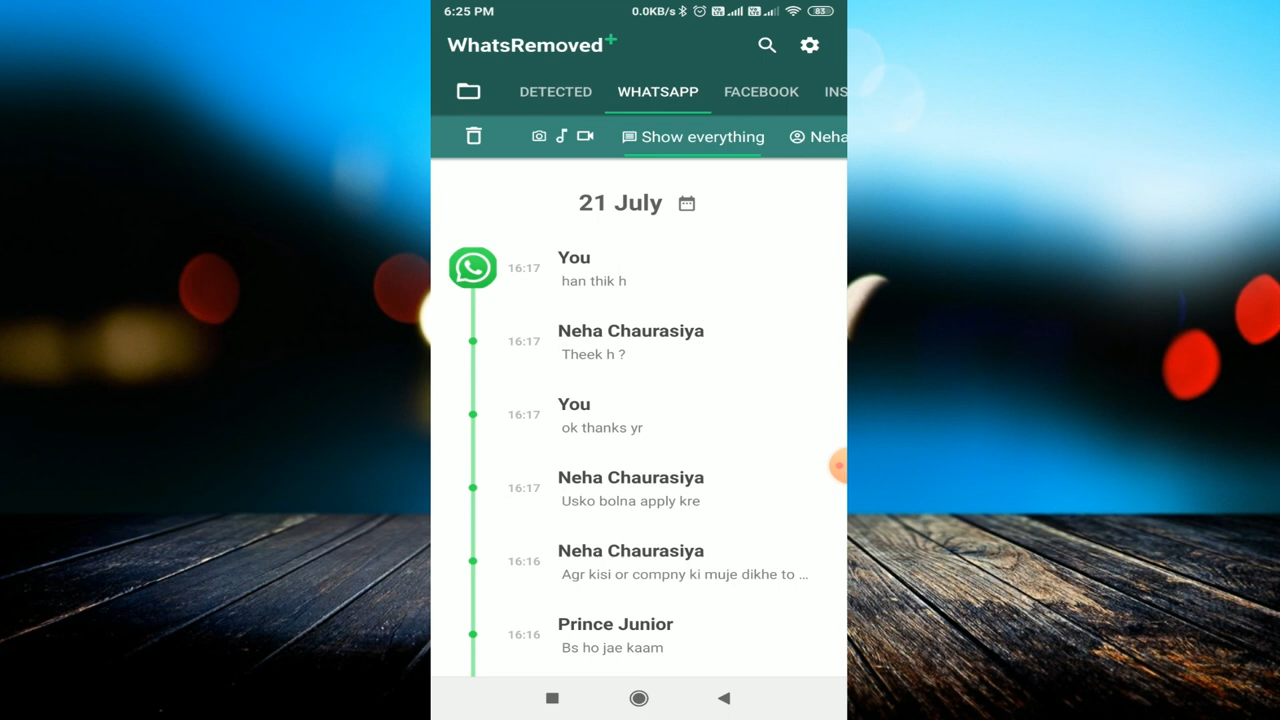 6:25 PM 0.0KB/s 83
WhatsRemoved+
DETECTED WHATSAPP FACEBOOK INS
Show everything Neha
21 July
You
16:17
han thik h
Neha Chaurasiya
16:17
Theek h ?
You
16:17
ok thanks yr
Neha Chaurasiya
16:17
Usko bolna apply kre
Neha Chaurasiya
16:16
Agr kisi or compny ki muje dikhe to ...
Prince Junior
16:16
Bs ho jae kaam